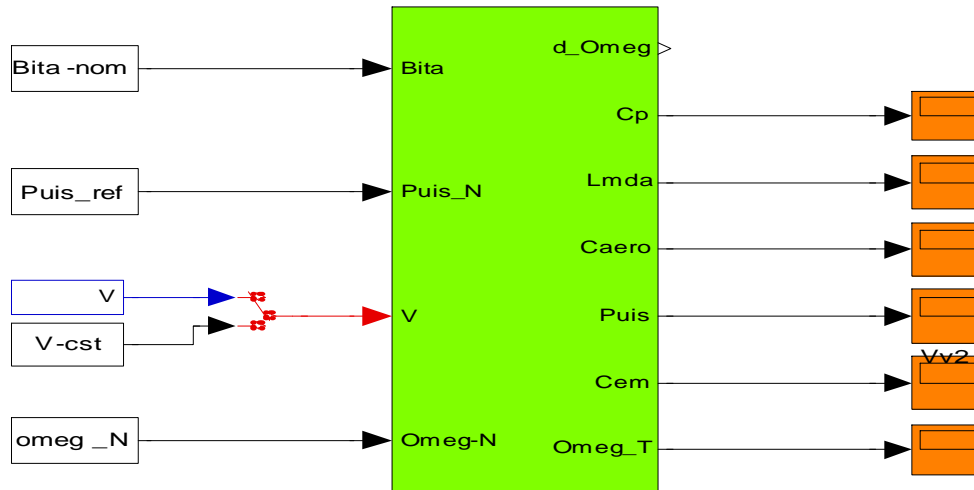 Bita -nom
Puis_ref
V
V-cst
omeg _N
Bita
Puis_N
V
Omeg-N
d_Omeg
Cp
Lmda
Caero
Puis
Cem
Omeg_T
Vv2